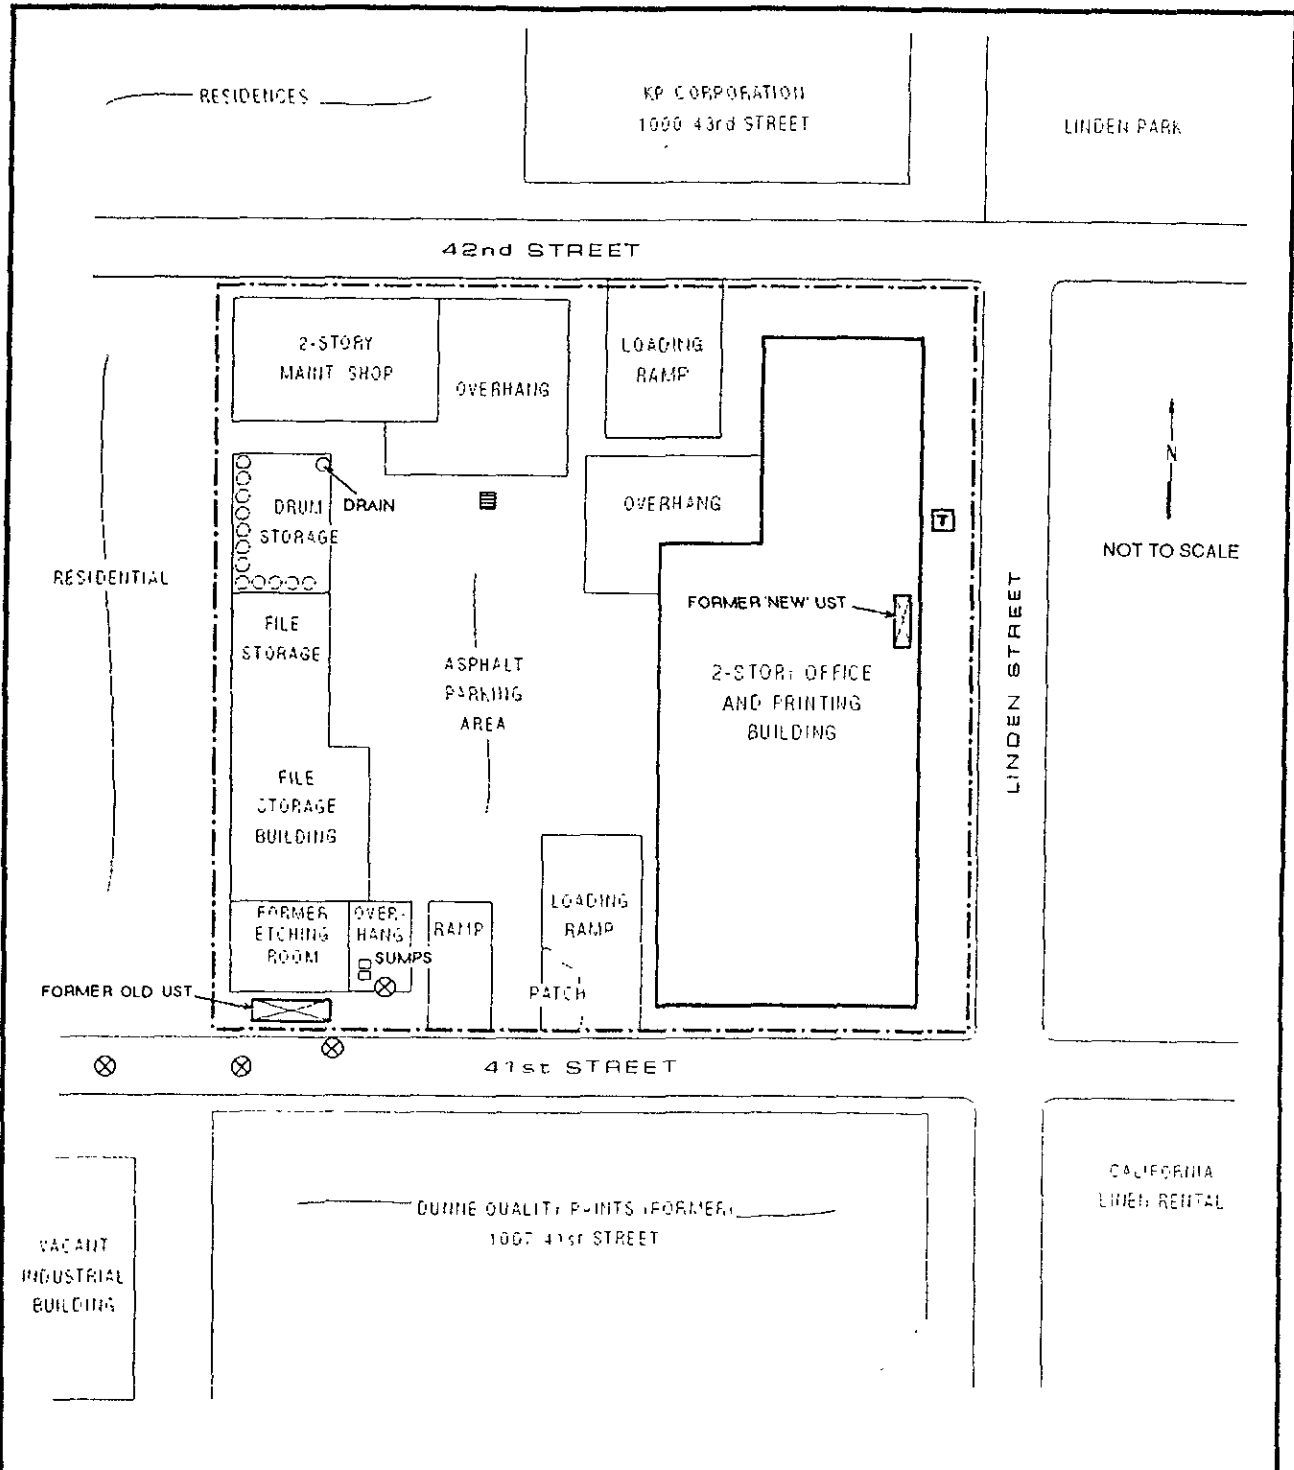 RESIDENCES
KP CORPORATION
1000 43rd STREET
LINDEN PARK
42nd STREET
2-STORY
MAINT SHOP
OVERHANG
LOADING
RAMP
DRAIN
DRUM
STORAGE
OVERHANG
T
N
NOT TO SCALE
RESIDENTIAL
FILE
STORAGE
ASPHALT
PARKING
AREA
FORMER 'NEW' UST
2-STORY OFFICE
AND PRINTING
BUILDING
LINDEN STREET
FILE
STORAGE
BUILDING
FORMER
ETCHING
ROOM
OVER-
HANG
SUMPS
RAMP
LOADING
RAMP
PATCH
FORMER OLD UST
41st STREET
DUNNE QUALITY (FORMER)
41st STREET
VACANT
INDUSTRIAL
BUILDING
CALIFORNIA
LINEN RENTAL